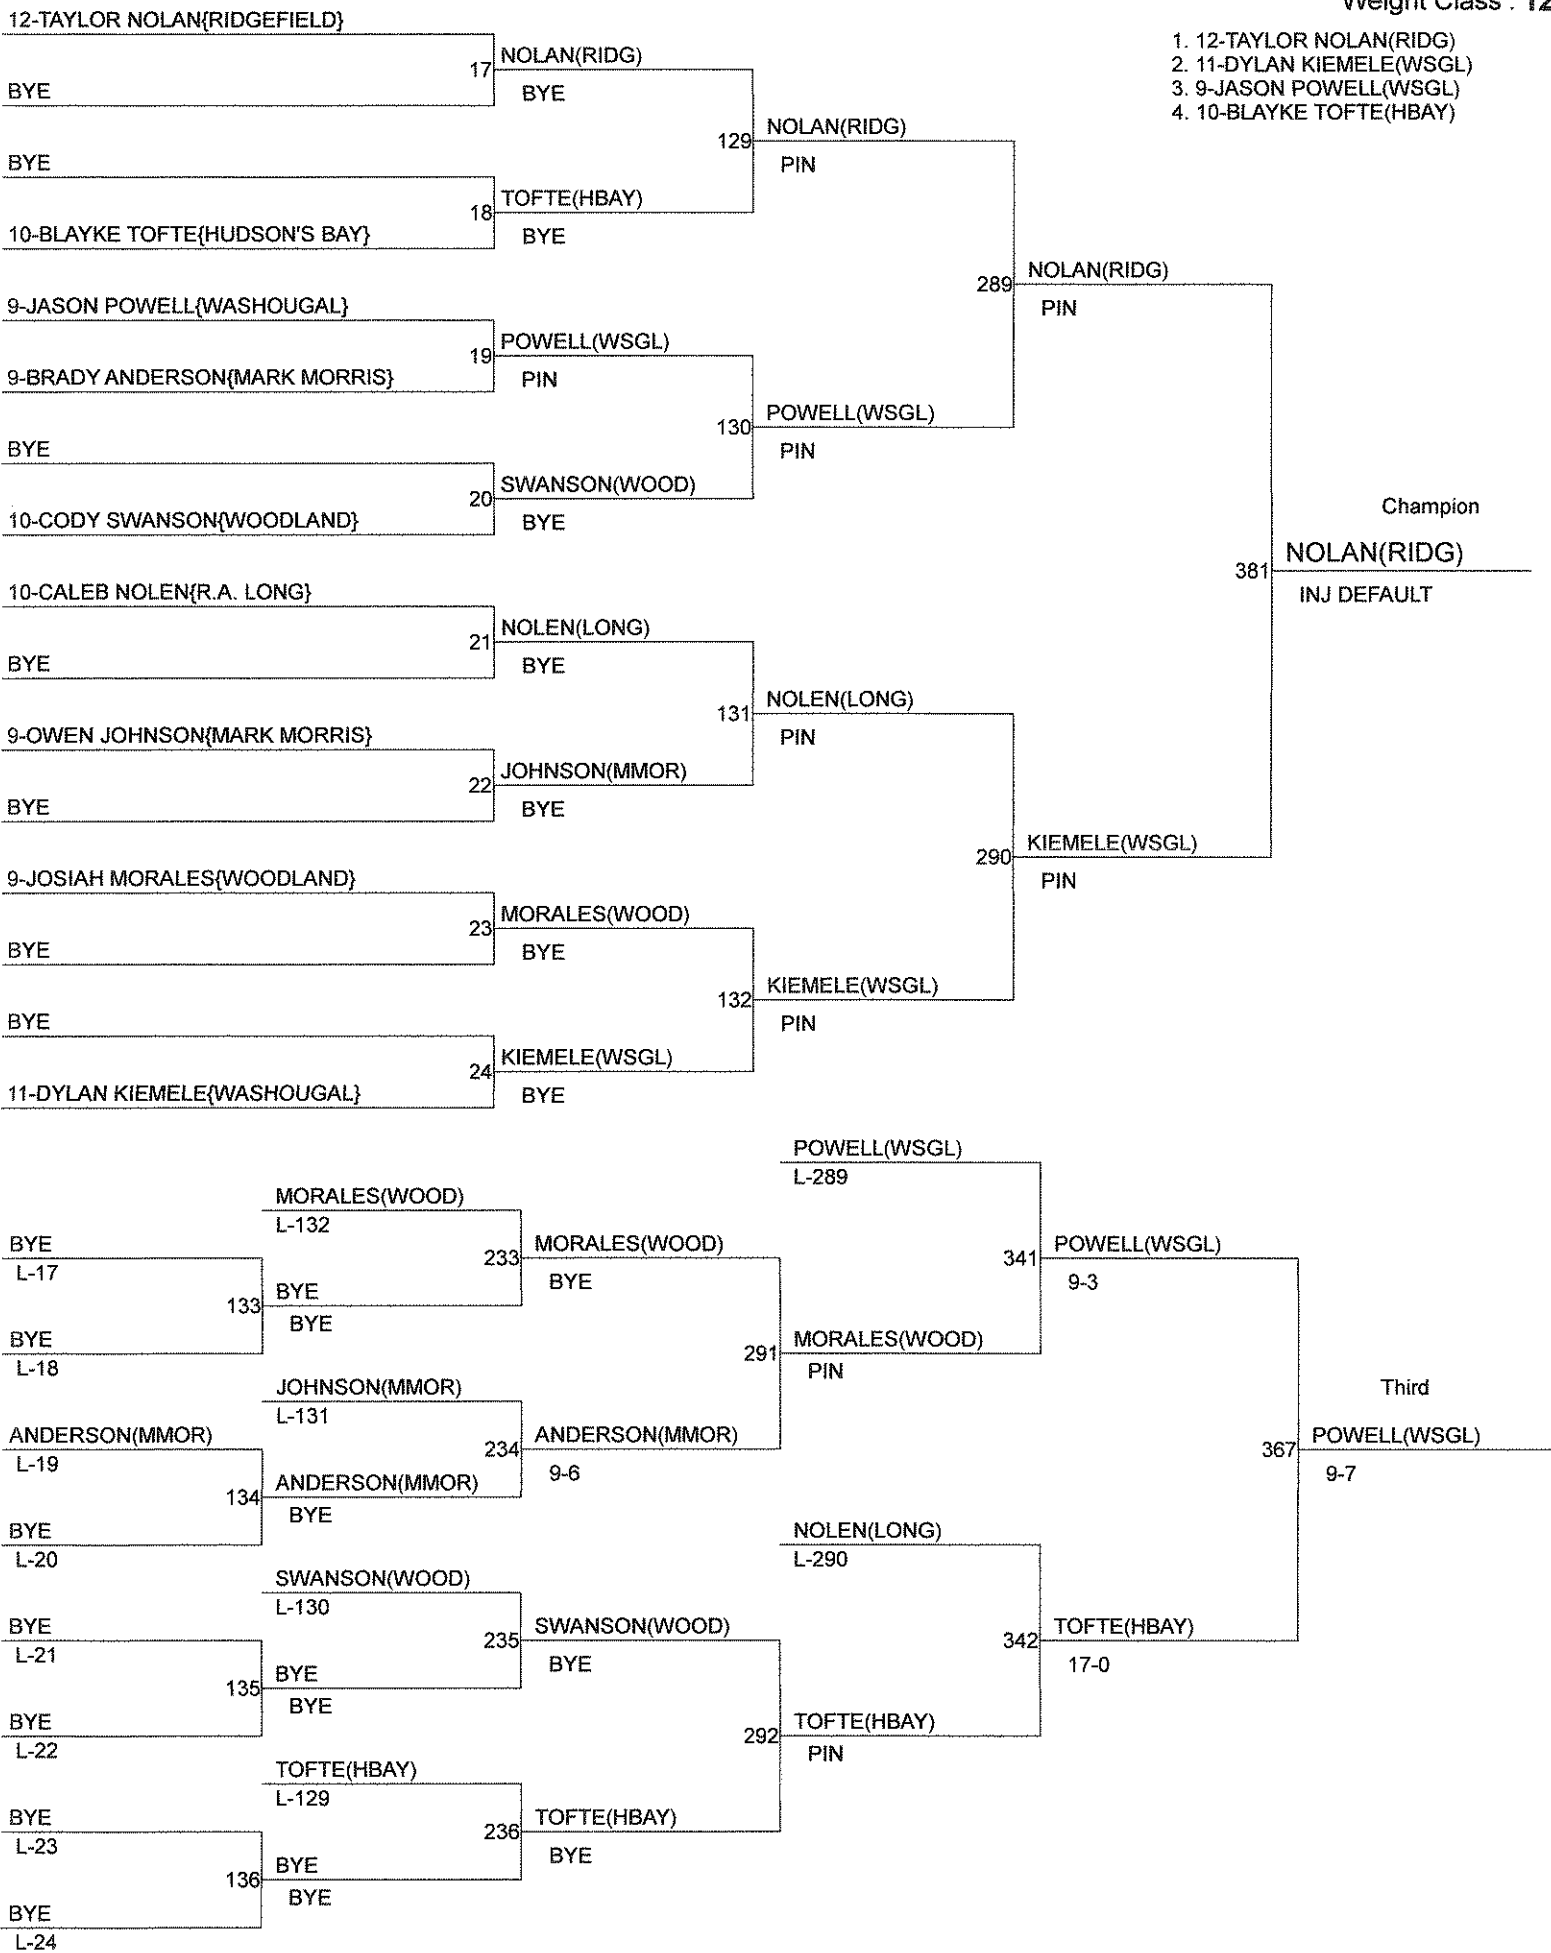 Weight Class : 12
1. 12-TAYLOR NOLAN(RIDG)
2. 11-DYLAN KIEMELE(WSGL)
3. 9-JASON POWELL(WSGL)
4. 10-BLAYKE TOFTE(HBAY)
12-TAYLOR NOLAN{RIDGEFIELD}
17
NOLAN(RIDG)
BYE
BYE
129
NOLAN(RIDG)
PIN
BYE
18
TOFTE(HBAY)
10-BLAYKE TOFTE{HUDSON'S BAY}
BYE
289
NOLAN(RIDG)
PIN
9-JASON POWELL{WASHOUGAL}
19
POWELL(WSGL)
9-BRADY ANDERSON{MARK MORRIS}
PIN
130
POWELL(WSGL)
PIN
BYE
20
SWANSON(WOOD)
10-CODY SWANSON{WOODLAND}
BYE
Champion
381
NOLAN(RIDG)
INJ DEFAULT
10-CALEB NOLEN{R.A. LONG}
21
NOLEN(LONG)
BYE
BYE
131
NOLEN(LONG)
PIN
9-OWEN JOHNSON{MARK MORRIS}
22
JOHNSON(MMOR)
BYE
BYE
290
KIEMELE(WSGL)
PIN
9-JOSIAH MORALES{WOODLAND}
23
MORALES(WOOD)
BYE
BYE
132
KIEMELE(WSGL)
PIN
BYE
24
KIEMELE(WSGL)
11-DYLAN KIEMELE{WASHOUGAL}
BYE
POWELL(WSGL)
L-289
MORALES(WOOD)
L-132
BYE
L-17
233
MORALES(WOOD)
BYE
341
POWELL(WSGL)
9-3
133
BYE
BYE
BYE
L-18
291
MORALES(WOOD)
PIN
JOHNSON(MMOR)
L-131
Third
ANDERSON(MMOR)
L-19
234
ANDERSON(MMOR)
9-6
367
POWELL(WSGL)
9-7
134
ANDERSON(MMOR)
BYE
BYE
L-20
NOLEN(LONG)
L-290
SWANSON(WOOD)
L-130
BYE
L-21
235
SWANSON(WOOD)
BYE
342
TOFTE(HBAY)
17-0
135
BYE
BYE
BYE
L-22
292
TOFTE(HBAY)
PIN
TOFTE(HBAY)
L-129
BYE
L-23
236
TOFTE(HBAY)
BYE
136
BYE
BYE
BYE
L-24